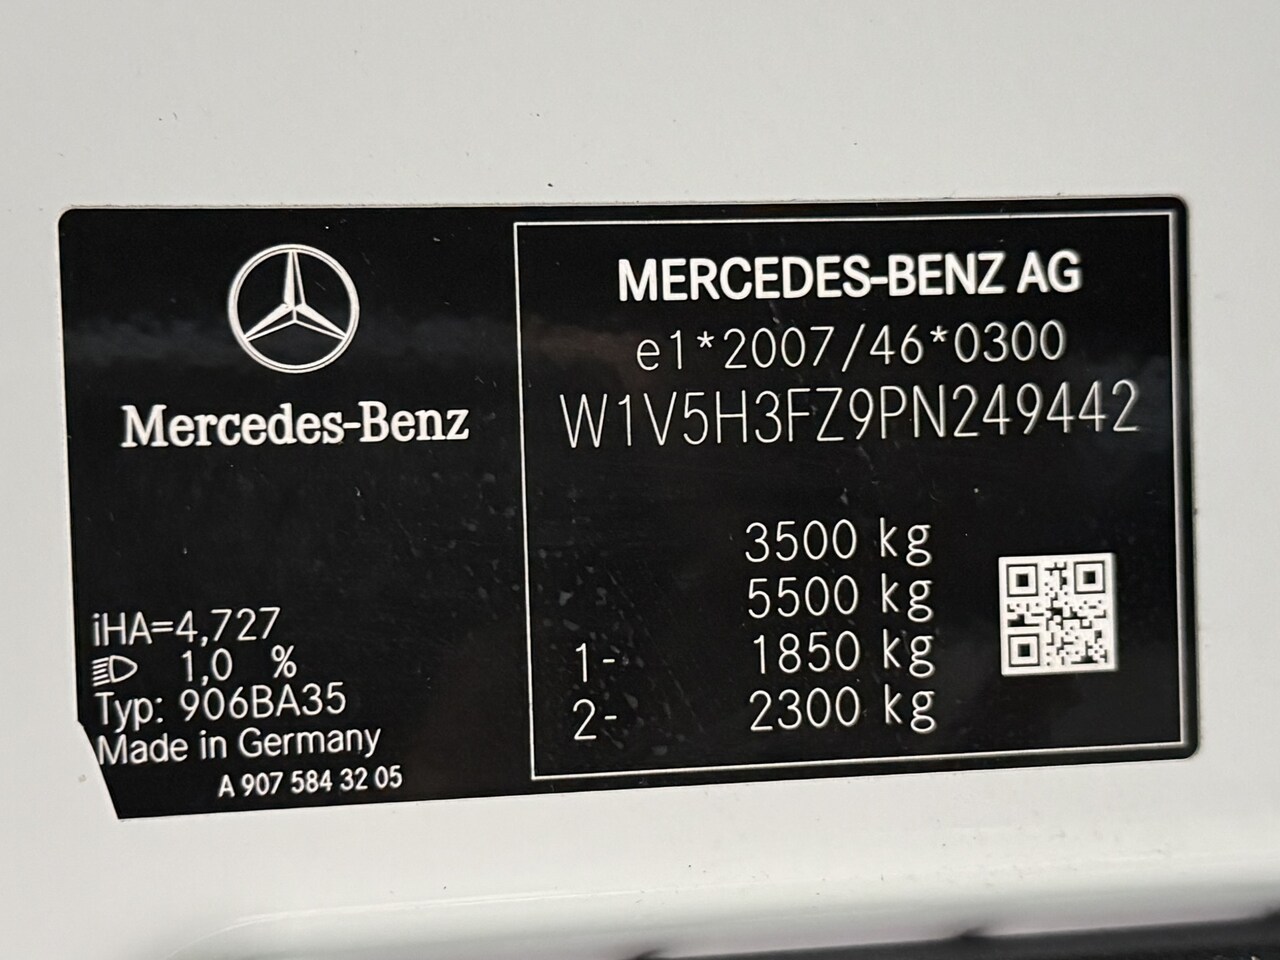 Mercedes-Benz
iHA=4,727
1,0 %
Typ: 906BA35
Made in Germany
A 907 584 32 05
MERCEDES-BENZ AG
e1*2007/46*0300
W1V5H3FZ9PN249442
3500 kg
5500 kg
1- 1850 kg
2- 2300 kg